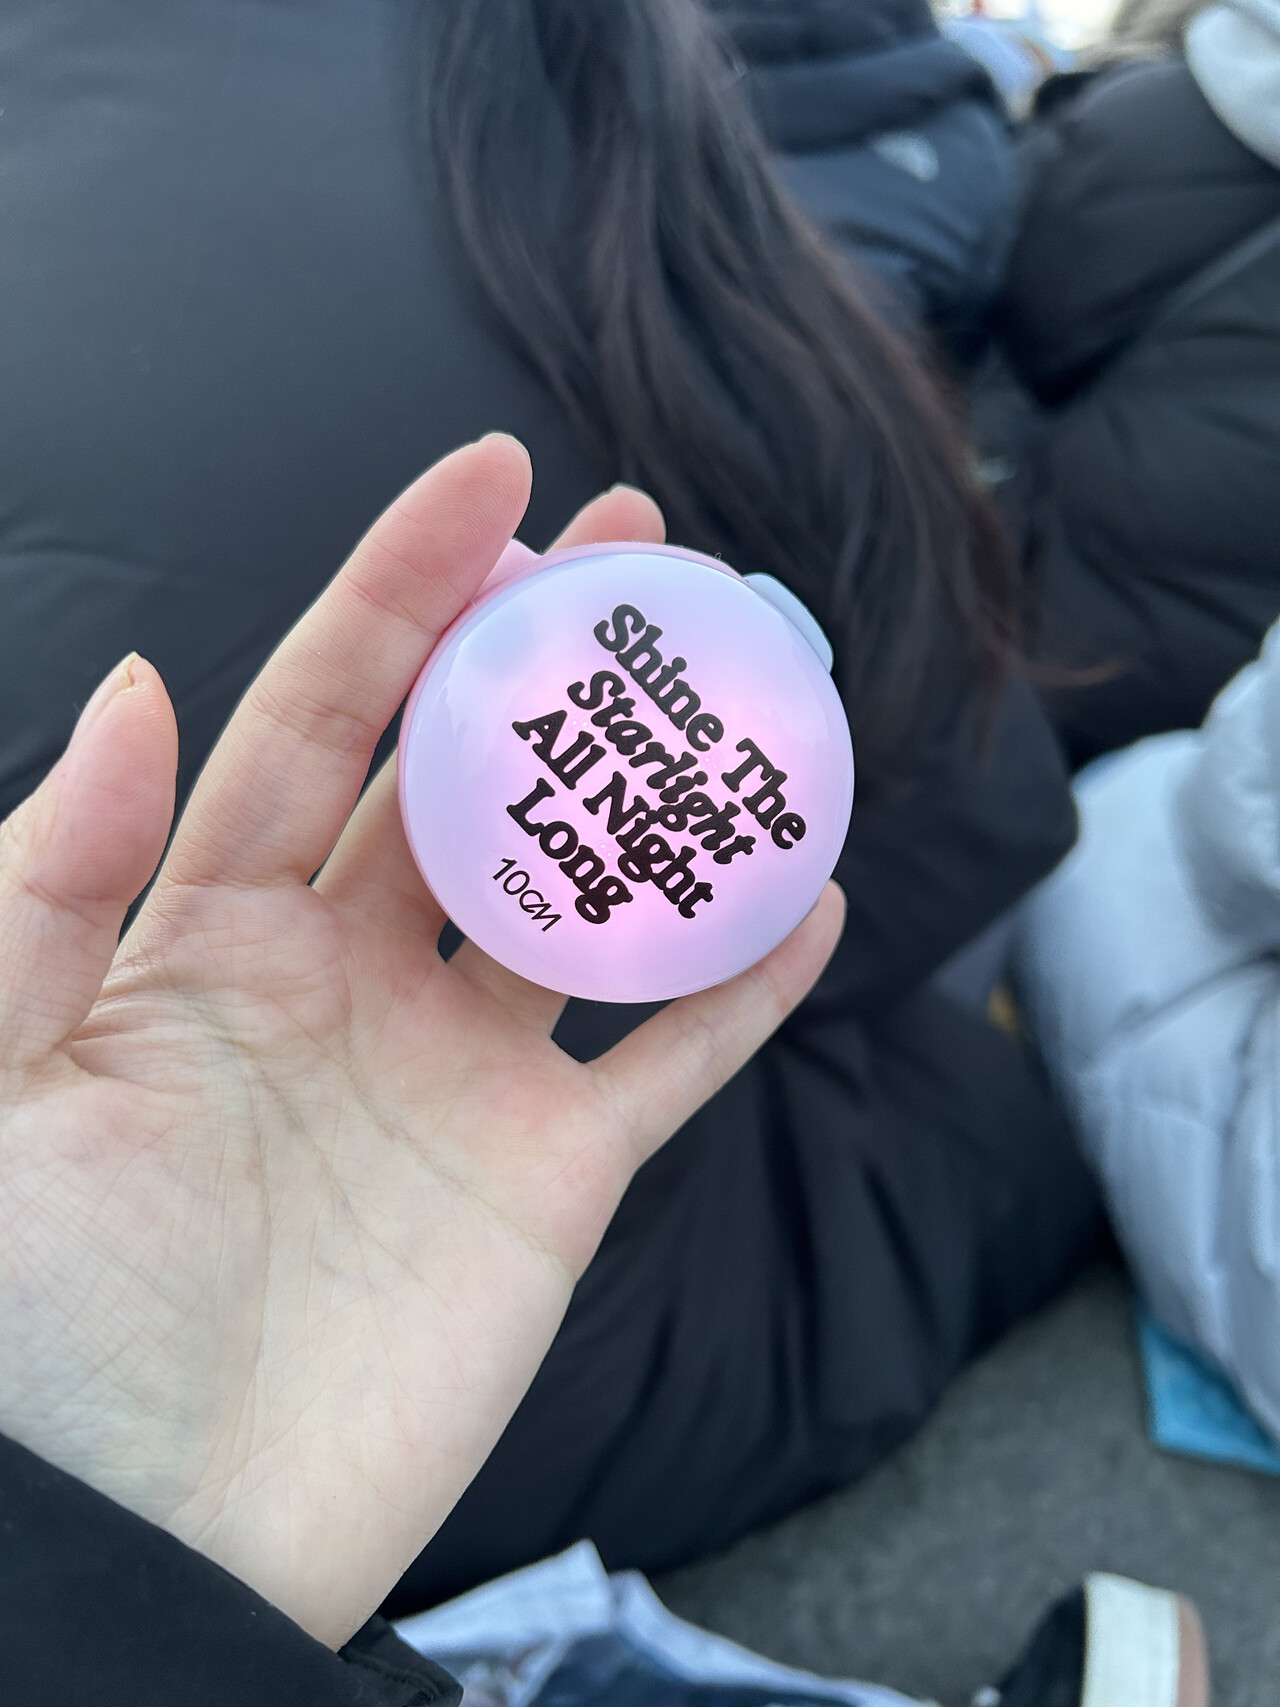 Shine The
Starlight
All Night
Long
10CM